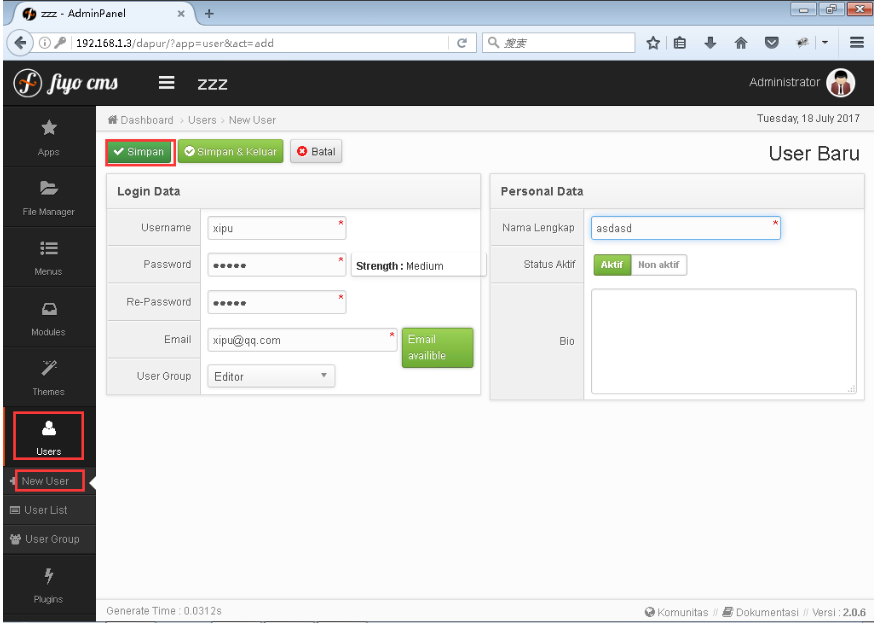 zzz - AdminPanel
192.168.1.3/dapur/?app=user&act=add
搜索
fiyo cms
zzz
Administrator
Dashboard > Users > New User
Tuesday, 18 July 2017
Apps
File Manager
Menus
Modules
Themes
Users
New User
User List
User Group
Plugins
Simpan
Simpan & Keluar
Batal
User Baru
Login Data
Username
xipu
*
Password
•••••
*
Strength : Medium
Re-Password
•••••
*
Email
xipu@qq.com
*
Email
availible
User Group
Editor
Personal Data
Nama Lengkap
asdasd
*
Status Aktif
Aktif
Non aktif
Bio
Generate Time : 0.0312s
Komunitas // Dokumentasi // Versi : 2.0.6